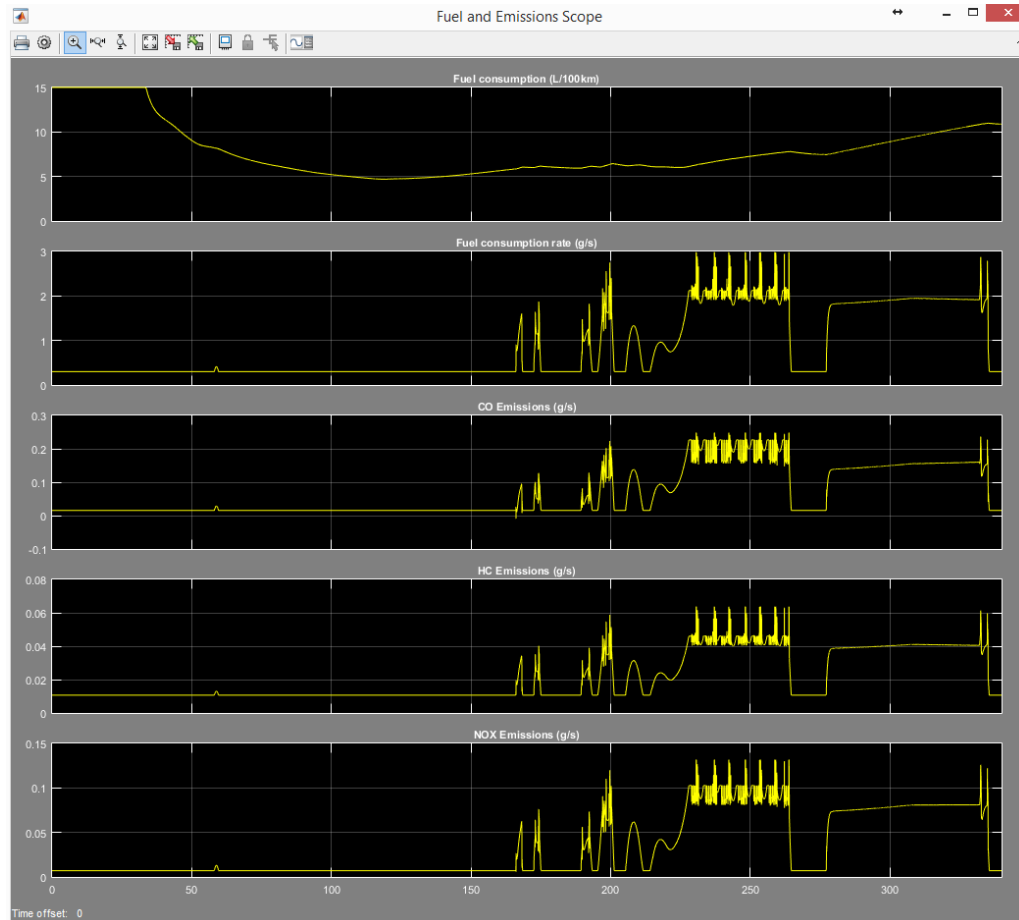 Fuel and Emissions Scope
Fuel consumption (L/100km)
15
10
5
0
Fuel consumption rate (g/s)
3
2
1
0
CO Emissions (g/s)
0.3
0.2
0.1
0
-0.1
HC Emissions (g/s)
0.08
0.06
0.04
0.02
0
NOX Emissions (g/s)
0.15
0.1
0.05
0
0 50 100 150 200 250 300
Time offset: 0